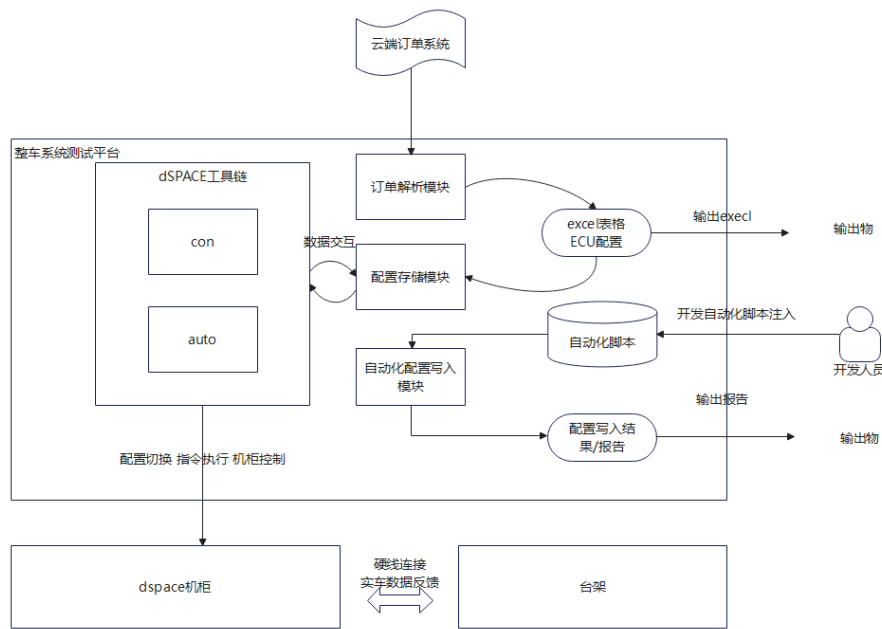 云端订单系统
整车系统测试平台
dSPACE工具链
con
auto
数据交互
订单解析模块
excel表格
ECU配置
输出execl
输出物
配置存储模块
开发自动化脚本注入
自动化脚本
开发人员
自动化配置写入
模块
输出报告
配置写入结
果/报告
输出物
配置切换 指令执行 机柜控制
dspace机柜
硬线连接
实车数据反馈
台架